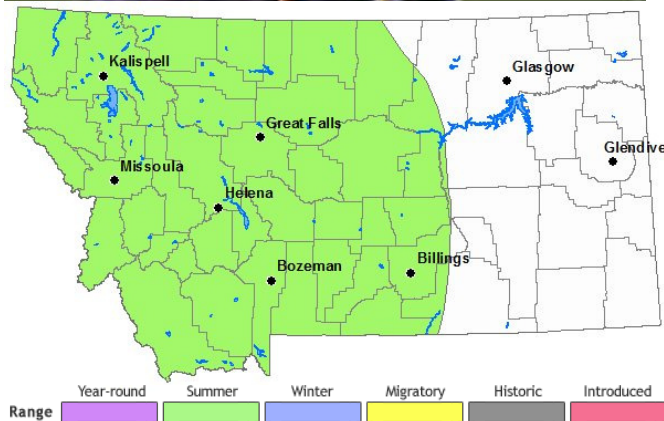 Kalispell
Glasgow
Great Falls
Glendive
Missoula
Helena
Billings
Bozeman
Year-round Summer Winter Migratory Historic Introduced
Range